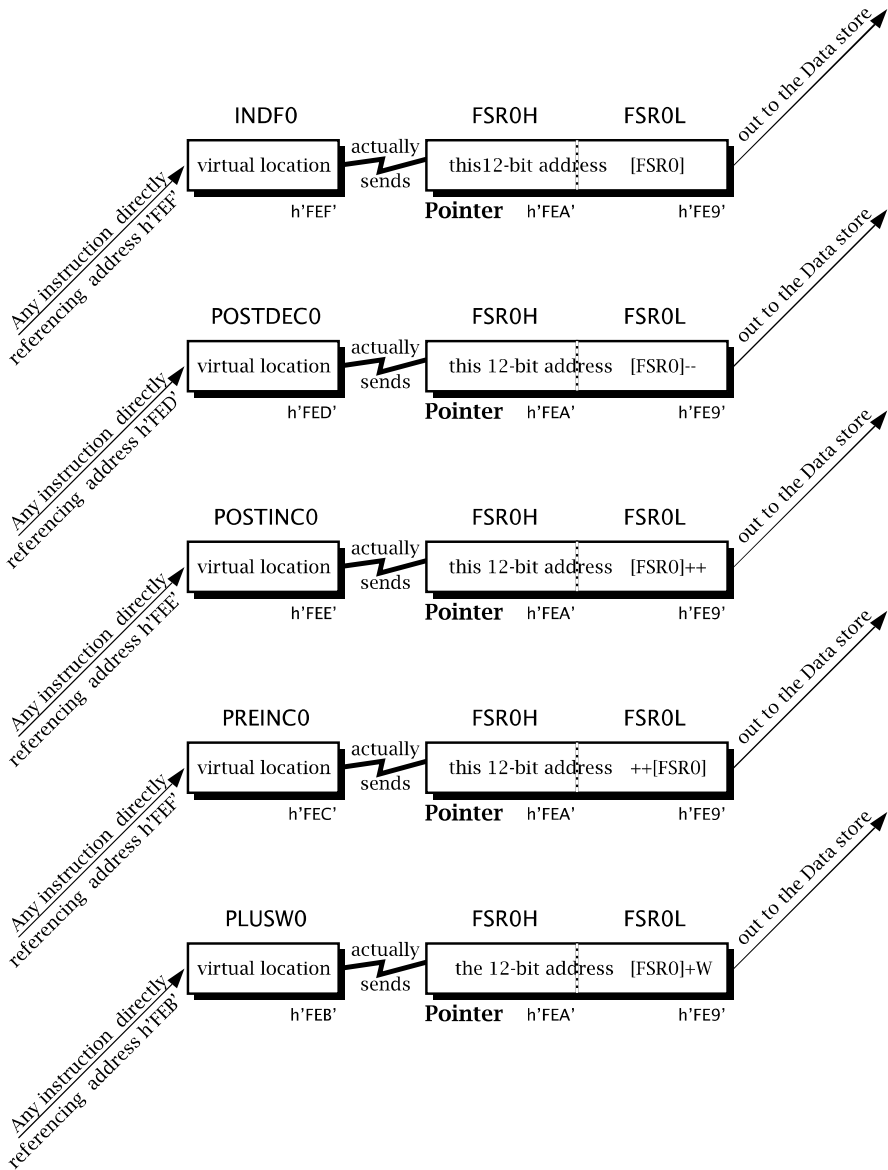 INDF0 FSR0H FSR0L
virtual location actually sends this12-bit address [FSR0]
h'FEF' Pointer h'FEA' h'FE9'
Any instruction directly
referencing address h'FEF'
out to the Data store
POSTDEC0 FSR0H FSR0L
virtual location actually sends this 12-bit address [FSR0]--
h'FED' Pointer h'FEA' h'FE9'
Any instruction directly
referencing address h'FED'
out to the Data store
POSTINC0 FSR0H FSR0L
virtual location actually sends this 12-bit address [FSR0]++
h'FEE' Pointer h'FEA' h'FE9'
Any instruction directly
referencing address h'FEE'
out to the Data store
PREINC0 FSR0H FSR0L
virtual location actually sends this 12-bit address ++[FSR0]
h'FEC' Pointer h'FEA' h'FE9'
Any instruction directly
referencing address h'FEF'
out to the Data store
PLUSW0 FSR0H FSR0L
virtual location actually sends the 12-bit address [FSR0]+W
h'FEB' Pointer h'FEA' h'FE9'
Any instruction directly
referencing address h'FEB'
out to the Data store